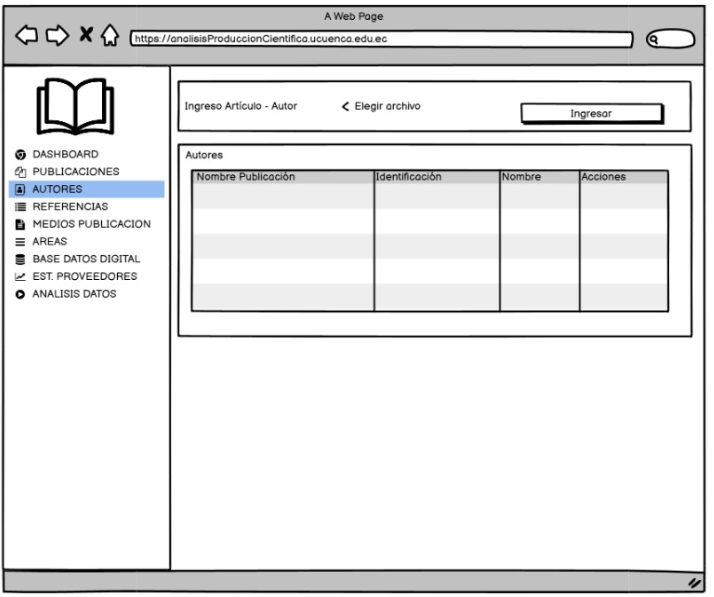 A Web Page
https://analisisProduccionCientifica.ucuenca.edu.ec
DASHBOARD
PUBLICACIONES
AUTORES
REFERENCIAS
MEDIOS PUBLICACION
AREAS
BASE DATOS DIGITAL
EST. PROVEEDORES
ANALISIS DATOS
Ingreso Artículo - Autor < Elegir archivo Ingresar
Autores
Nombre Publicación Identificación Nombre Acciones